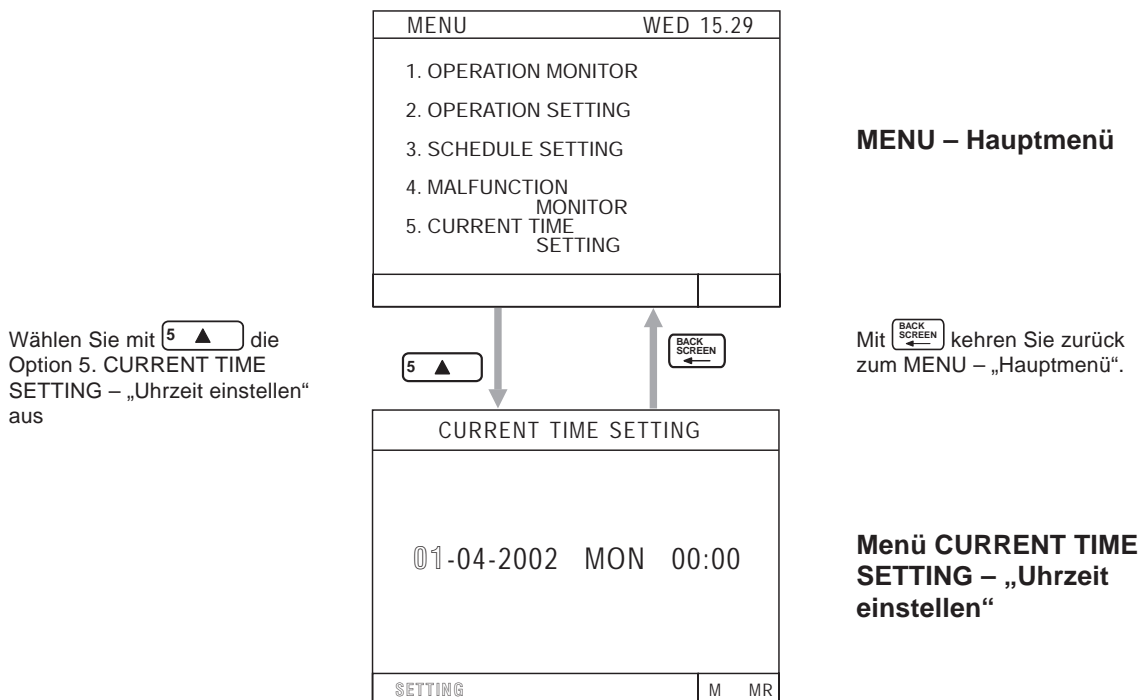 MENU WED 15.29
1. OPERATION MONITOR
2. OPERATION SETTING
3. SCHEDULE SETTING
4. MALFUNCTION
MONITOR
5. CURRENT TIME
SETTING
MENU – Hauptmenü
Wählen Sie mit 5 ▲ die
Option 5. CURRENT TIME
SETTING – „Uhrzeit einstellen“
aus
5 ▲
BACK
SCREEN
Mit BACK SCREEN kehren Sie zurück
zum MENU – „Hauptmenü“.
CURRENT TIME SETTING
01-04-2002 MON 00:00
SETTING M MR
Menü CURRENT TIME
SETTING – „Uhrzeit
einstellen“